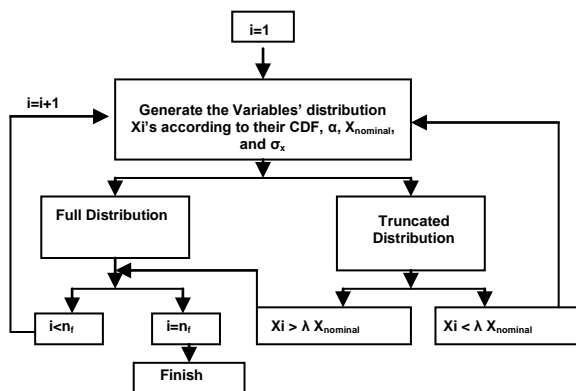 i=1
i=i+1
Generate the Variables' distribution
Xi's according to their CDF, α, Xnominal,
and σx
Full Distribution
Truncated
Distribution
i<nf
i=nf
Xi > λ Xnominal
Xi < λ Xnominal
Finish